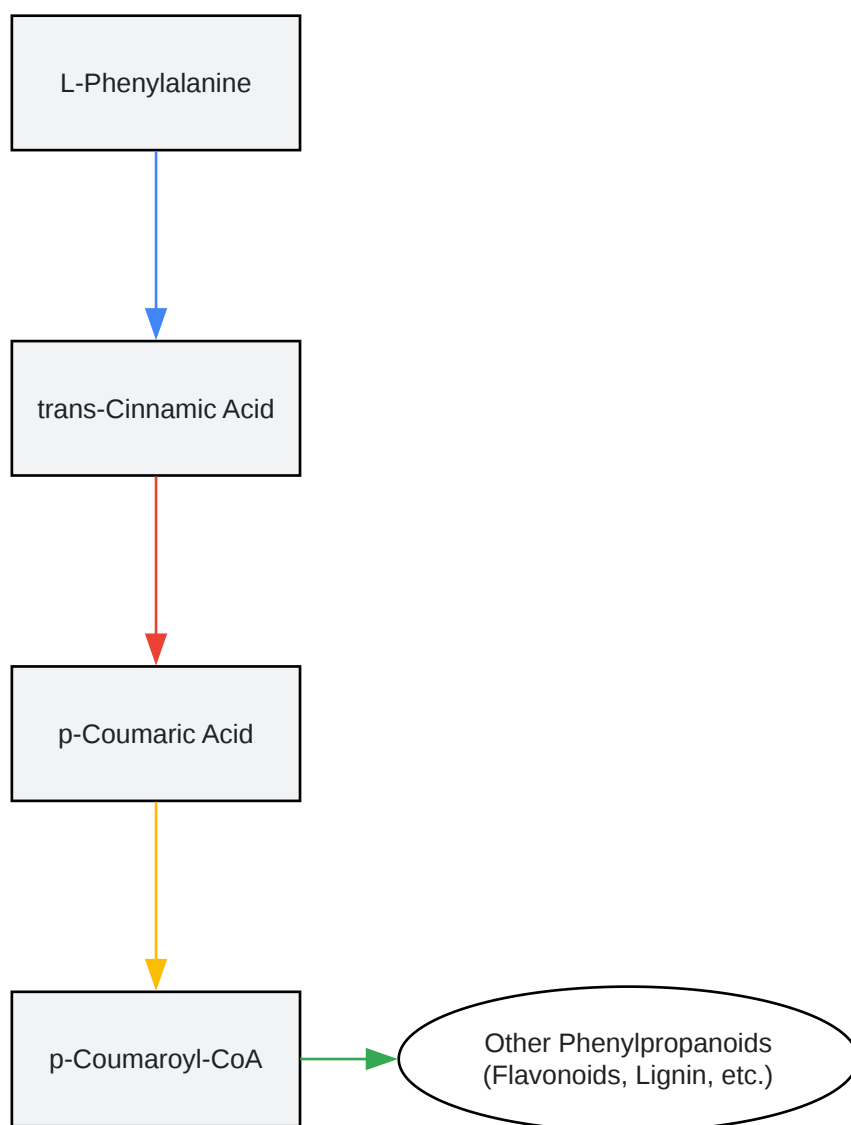 L-Phenylalanine
trans-Cinnamic Acid
p-Coumaric Acid
p-Coumaroyl-CoA
Other Phenylpropanoids
(Flavonoids, Lignin, etc.)